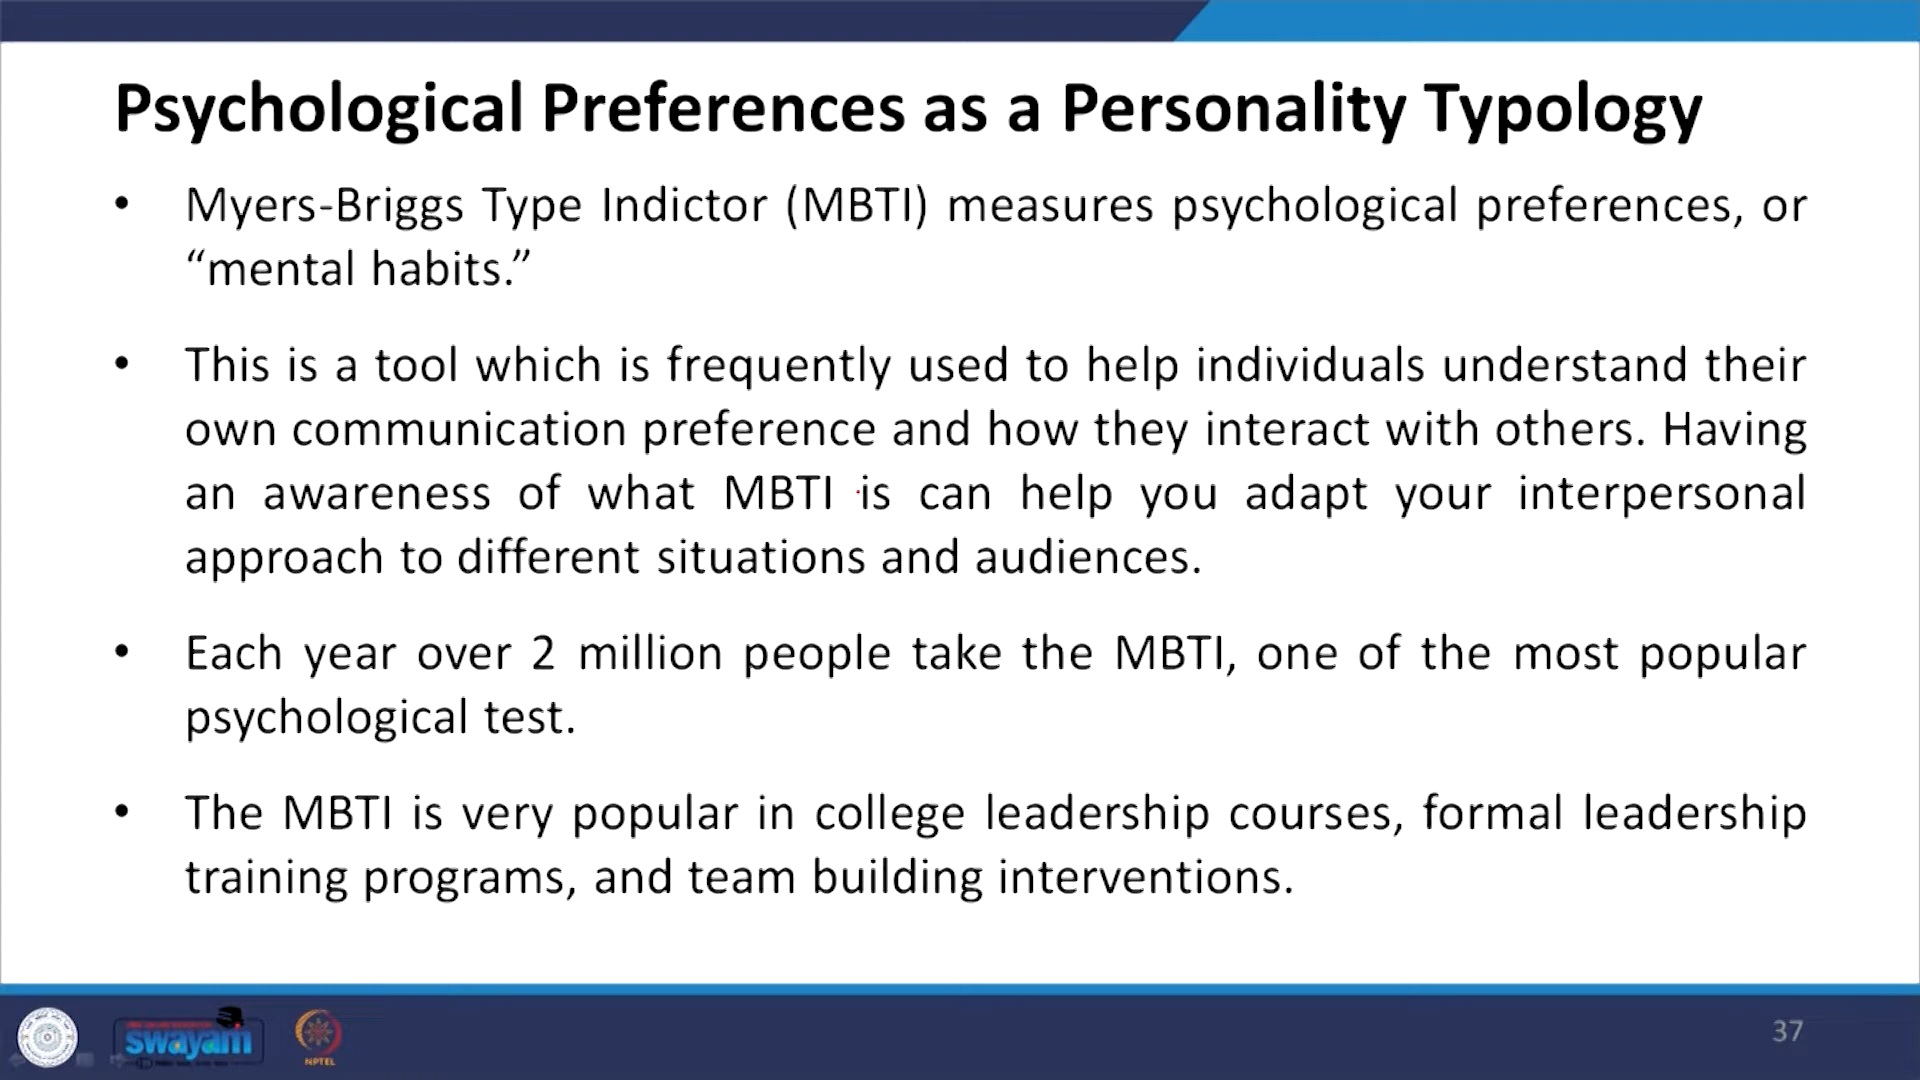 Psychological Preferences as a Personality Typology
• Myers-Briggs Type Indictor (MBTI) measures psychological preferences, or
“mental habits.”
• This is a tool which is frequently used to help individuals understand their
own communication preference and how they interact with others. Having
an awareness of what MBTI is can help you adapt your interpersonal
approach to different situations and audiences.
• Each year over 2 million people take the MBTI, one of the most popular
psychological test.
• The MBTI is very popular in college leadership courses, formal leadership
training programs, and team building interventions.
swayam
NPTEL
37